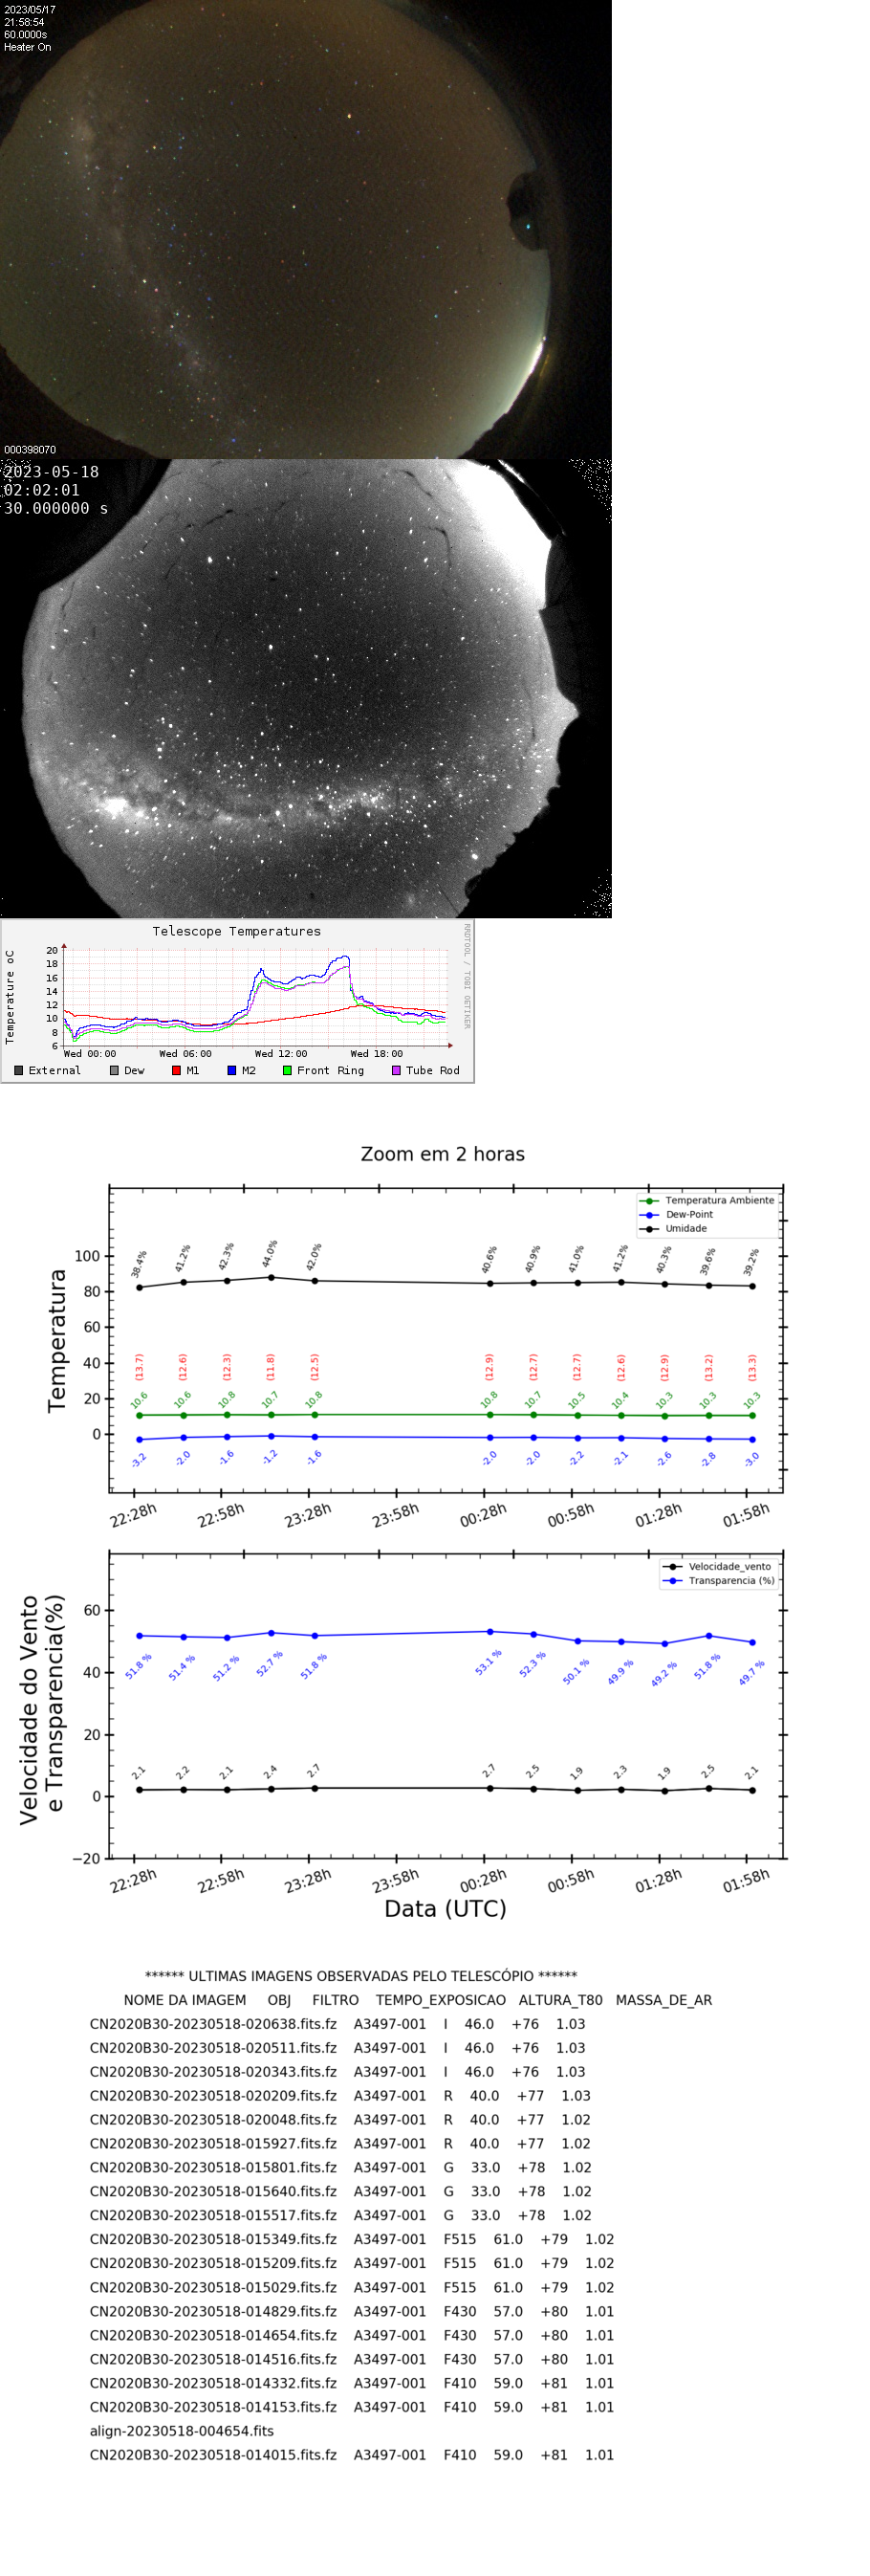 2023/05/17
21:58:54
60.0000s
Heater On
000398070
2023-05-18
02:02:01
30.000000 s
Telescope Temperatures
RRDTOOL / TOBI OETIKER
Temperature oC
20
18
16
14
12
10
8
6
Wed 00:00 Wed 06:00 Wed 12:00 Wed 18:00
External Dew M1 M2 Front Ring Tube Rod
Zoom em 2 horas
Temperatura Ambiente
Dew-Point
Umidade
Temperatura
100
80
60
40
20
0
38.4% 41.2% 42.3% 44.0% 42.0% 40.6% 40.9% 41.0% 41.2% 40.3% 39.6% 39.2%
(13.7) (12.6) (12.3) (11.8) (12.5) (12.9) (12.7) (12.7) (12.6) (12.9) (13.2) (13.3)
10.6 10.6 10.8 10.7 10.8 10.8 10.7 10.5 10.4 10.3 10.3 10.3
-3.2 -2.0 -1.6 -1.2 -1.6 -2.0 -2.0 -2.2 -2.1 -2.6 -2.8 -3.0
22:28h 22:58h 23:28h 23:58h 00:28h 00:58h 01:28h 01:58h
Velocidade_vento
Transparencia (%)
Velocidade do Vento
e Transparencia(%)
60
40
20
0
−20
51.8 % 51.4 % 51.2 % 52.7 % 51.8 % 53.1 % 52.3 % 50.1 % 49.9 % 49.2 % 51.8 % 49.7 %
2.1 2.2 2.1 2.4 2.7 2.7 2.5 1.9 2.3 1.9 2.5 2.1
22:28h 22:58h 23:28h 23:58h 00:28h 00:58h 01:28h 01:58h
Data (UTC)
****** ULTIMAS IMAGENS OBSERVADAS PELO TELESCÓPIO ******
NOME DA IMAGEM OBJ FILTRO TEMPO_EXPOSICAO ALTURA_T80 MASSA_DE_AR
CN2020B30-20230518-020638.fits.fz A3497-001 I 46.0 +76 1.03
CN2020B30-20230518-020511.fits.fz A3497-001 I 46.0 +76 1.03
CN2020B30-20230518-020343.fits.fz A3497-001 I 46.0 +76 1.03
CN2020B30-20230518-020209.fits.fz A3497-001 R 40.0 +77 1.03
CN2020B30-20230518-020048.fits.fz A3497-001 R 40.0 +77 1.02
CN2020B30-20230518-015927.fits.fz A3497-001 R 40.0 +77 1.02
CN2020B30-20230518-015801.fits.fz A3497-001 G 33.0 +78 1.02
CN2020B30-20230518-015640.fits.fz A3497-001 G 33.0 +78 1.02
CN2020B30-20230518-015517.fits.fz A3497-001 G 33.0 +78 1.02
CN2020B30-20230518-015349.fits.fz A3497-001 F515 61.0 +79 1.02
CN2020B30-20230518-015209.fits.fz A3497-001 F515 61.0 +79 1.02
CN2020B30-20230518-015029.fits.fz A3497-001 F515 61.0 +79 1.02
CN2020B30-20230518-014829.fits.fz A3497-001 F430 57.0 +80 1.01
CN2020B30-20230518-014654.fits.fz A3497-001 F430 57.0 +80 1.01
CN2020B30-20230518-014516.fits.fz A3497-001 F430 57.0 +80 1.01
CN2020B30-20230518-014332.fits.fz A3497-001 F410 59.0 +81 1.01
CN2020B30-20230518-014153.fits.fz A3497-001 F410 59.0 +81 1.01
align-20230518-004654.fits
CN2020B30-20230518-014015.fits.fz A3497-001 F410 59.0 +81 1.01